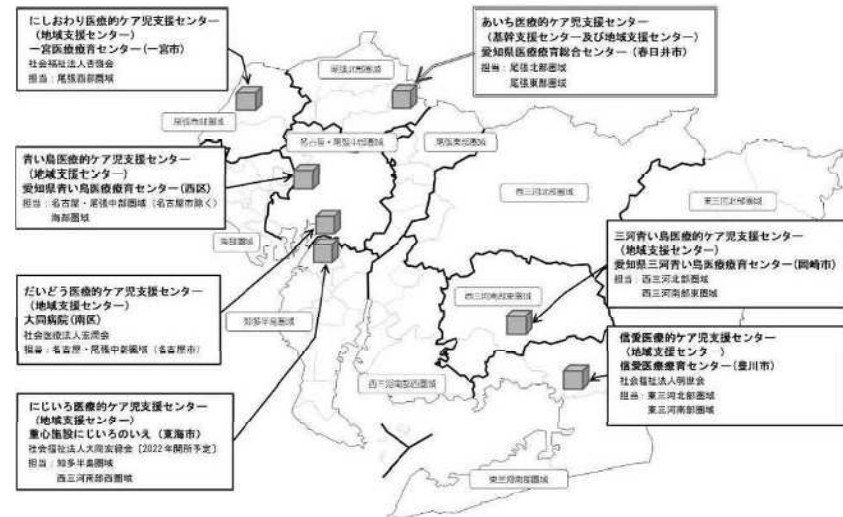 にしおわり医療的ケア児支援センター
(地域支援センター)
一宮医療療育センター(一宮市)
社会福祉法人杏嶺会
担当：尾張西部圏域
あいち医療的ケア児支援センター
(基幹支援センター及び地域支援センター)
愛知県医療療育総合センター(春日井市)
担当：尾張北部圏域
尾張東部圏域
尾張北部圏域
尾張西部圏域
名古屋・尾張中部圏域
尾張東部圏域
青い鳥医療的ケア児支援センター
(地域支援センター)
愛知県青い鳥医療療育センター(西区)
担当：名古屋・尾張中部圏域(名古屋市除く)
海部圏域
西三河北部圏域
東三河北部圏域
海部圏域
三河青い鳥医療的ケア児支援センター
(地域支援センター)
愛知県三河青い鳥医療療育センター(岡崎市)
担当：西三河北部圏域
西三河南部東圏域
だいどう医療的ケア児支援センター
(地域支援センター)
大同病院(南区)
社会医療法人宏潤会
担当：名古屋・尾張中部圏域(名古屋市)
知多半島圏域
西三河南部東圏域
信愛医療的ケア児支援センター
(地域支援センタ　)
信愛医療療育センター(豊川市)
社会福祉法人明世会
担当：東三河北部圏域
東三河南部圏域
西三河南部西圏域
にじいろ医療的ケア児支援センター
(地域支援センター)
重心施設にじいろのいえ(東海市)
社会福祉法人大同宏緑会〔2022年開所予定〕
担当：知多半島圏域
西三河南部西圏域
東三河南部圏域